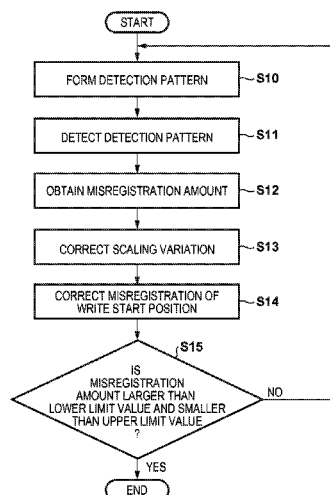 START
FORM DETECTION PATTERN
S10
DETECT DETECTION PATTERN
S11
OBTAIN MISREGISTRATION AMOUNT
S12
CORRECT SCALING VARIATION
S13
CORRECT MISREGISTRATION OF
WRITE START POSITION
S14
S15
IS
MISREGISTRATION
AMOUNT LARGER THAN
LOWER LIMIT VALUE AND SMALLER
THAN UPPER LIMIT VALUE
?
NO
YES
END